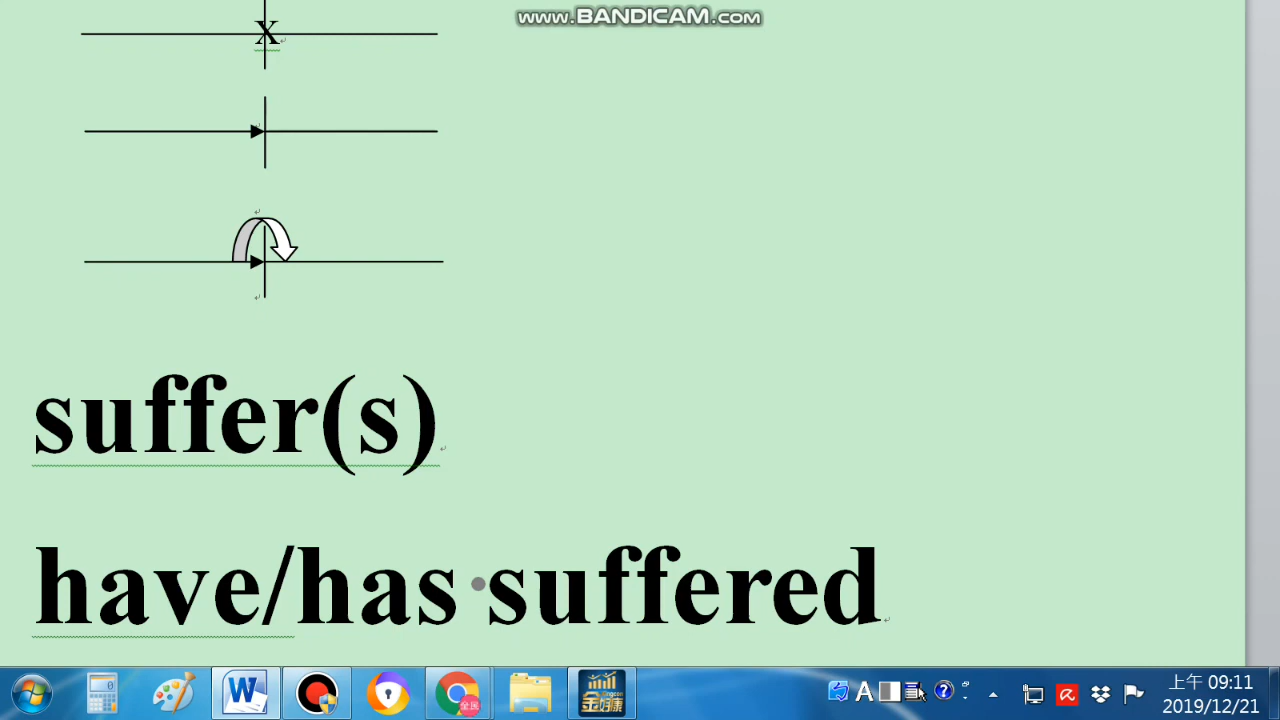 www.BANDICAM.com
X
suffer(s)
have/has suffered
上午 09:11
2019/12/21